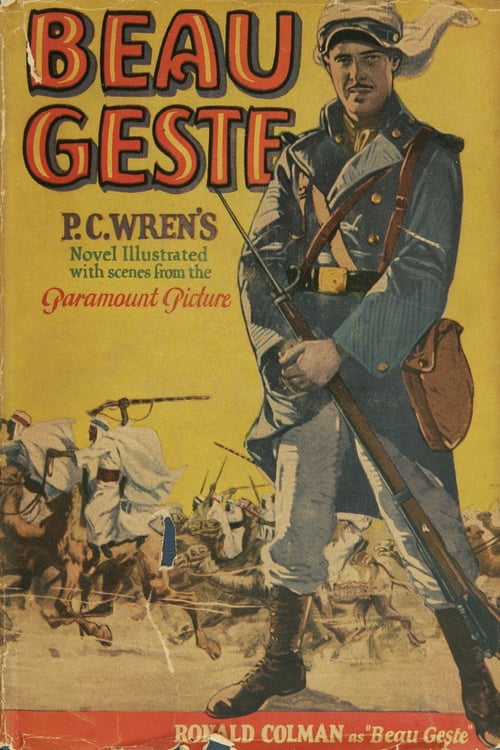 BEAU
GESTE
P.C. WREN'S
Novel Illustrated
with scenes from the
Paramount Picture
RONALD COLMAN as "Beau Geste"